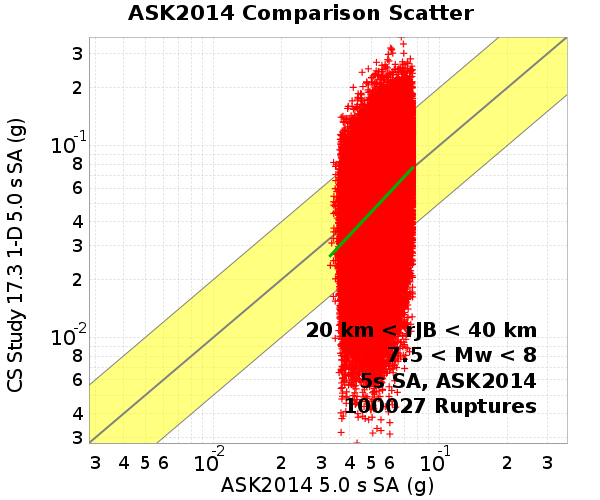 ASK2014 Comparison Scatter
CS Study 17.3 1-D 5.0 s SA (g)
3
2
10-1
8
6
4
3
2
10-2
8
6
4
3
20 km < rJB < 40 km
7.5 < Mw < 8
5s SA, ASK2014
100027 Ruptures
3 4 5 6 10-2 2 3 4 5 6 10-1 2 3
ASK2014 5.0 s SA (g)